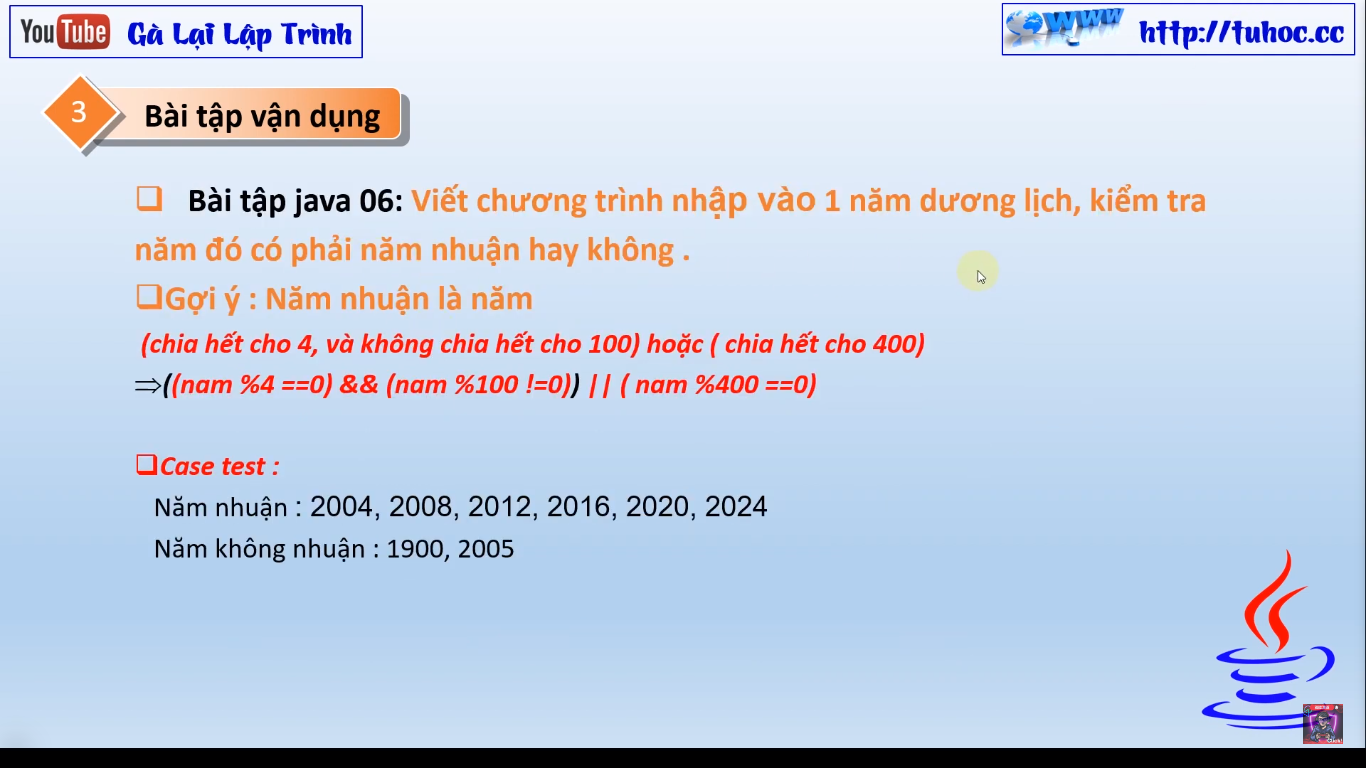 YouTube Gà Lại Lập Trình
WWW http://tuhoc.cc
3 Bài tập vận dụng
Bài tập java 06: Viết chương trình nhập vào 1 năm dương lịch, kiểm tra
năm đó có phải năm nhuận hay không .
Gợi ý : Năm nhuận là năm
(chia hết cho 4, và không chia hết cho 100) hoặc ( chia hết cho 400)
⇒((nam %4 ==0) && (nam %100 !=0)) || ( nam %400 ==0)
Case test :
Năm nhuận : 2004, 2008, 2012, 2016, 2020, 2024
Năm không nhuận : 1900, 2005